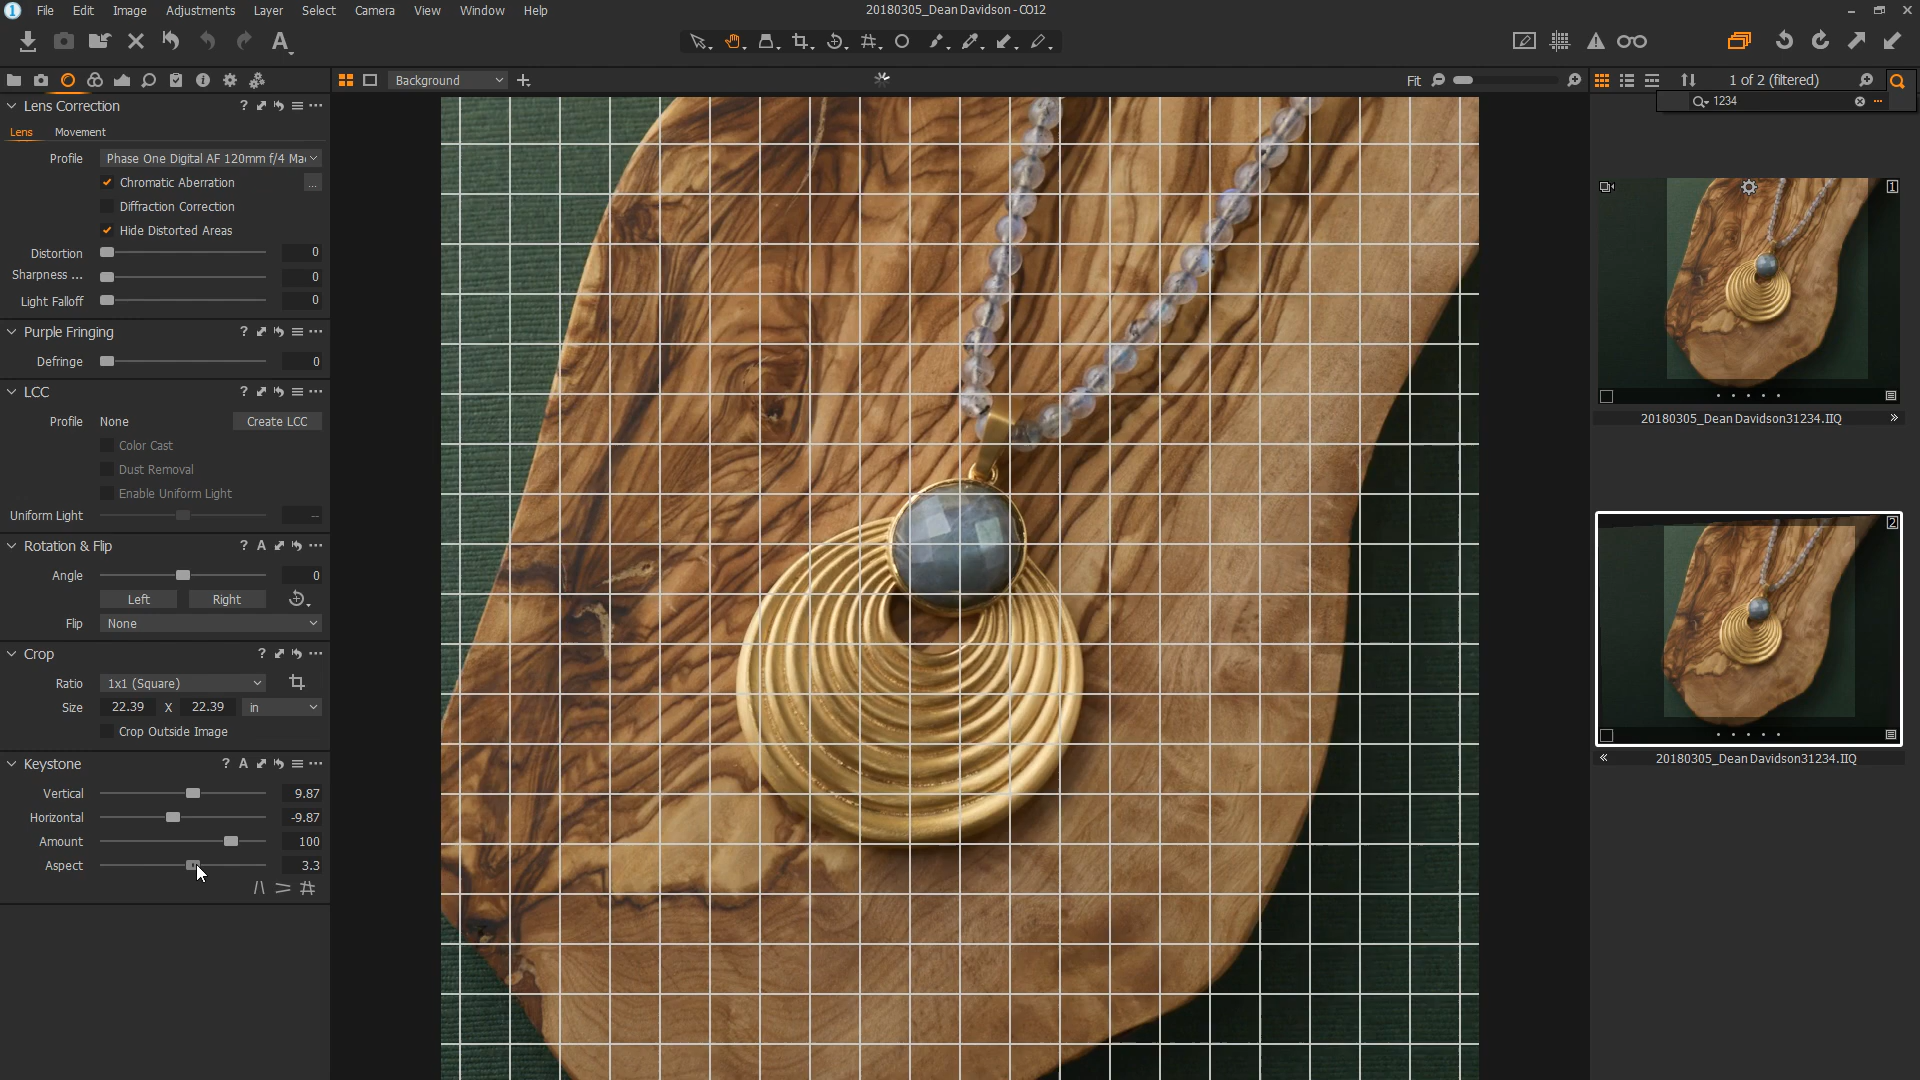 File Edit Image Adjustments Layer Select Camera View Window Help
20180305_Dean Davidson - CO12
Background
Fit
1 of 2 (filtered)
1234
Lens Correction
Lens Movement
Profile Phase One Digital AF 120mm f/4 Ma
Chromatic Aberration
...
Diffraction Correction
Hide Distorted Areas
Distortion 0
Sharpness ... 0
Light Falloff 0
Purple Fringing
Defringe 0
LCC
Profile None Create LCC
Color Cast
Dust Removal
Enable Uniform Light
Uniform Light --
Rotation & Flip
Angle 0
Left Right
Flip None
Crop
Ratio 1x1 (Square)
Size 22.39 X 22.39 in
Crop Outside Image
Keystone
Vertical 9.87
Horizontal -9.87
Amount 100
Aspect 3.3
1
20180305_Dean Davidson31234.IIQ
2
20180305_Dean Davidson31234.IIQ